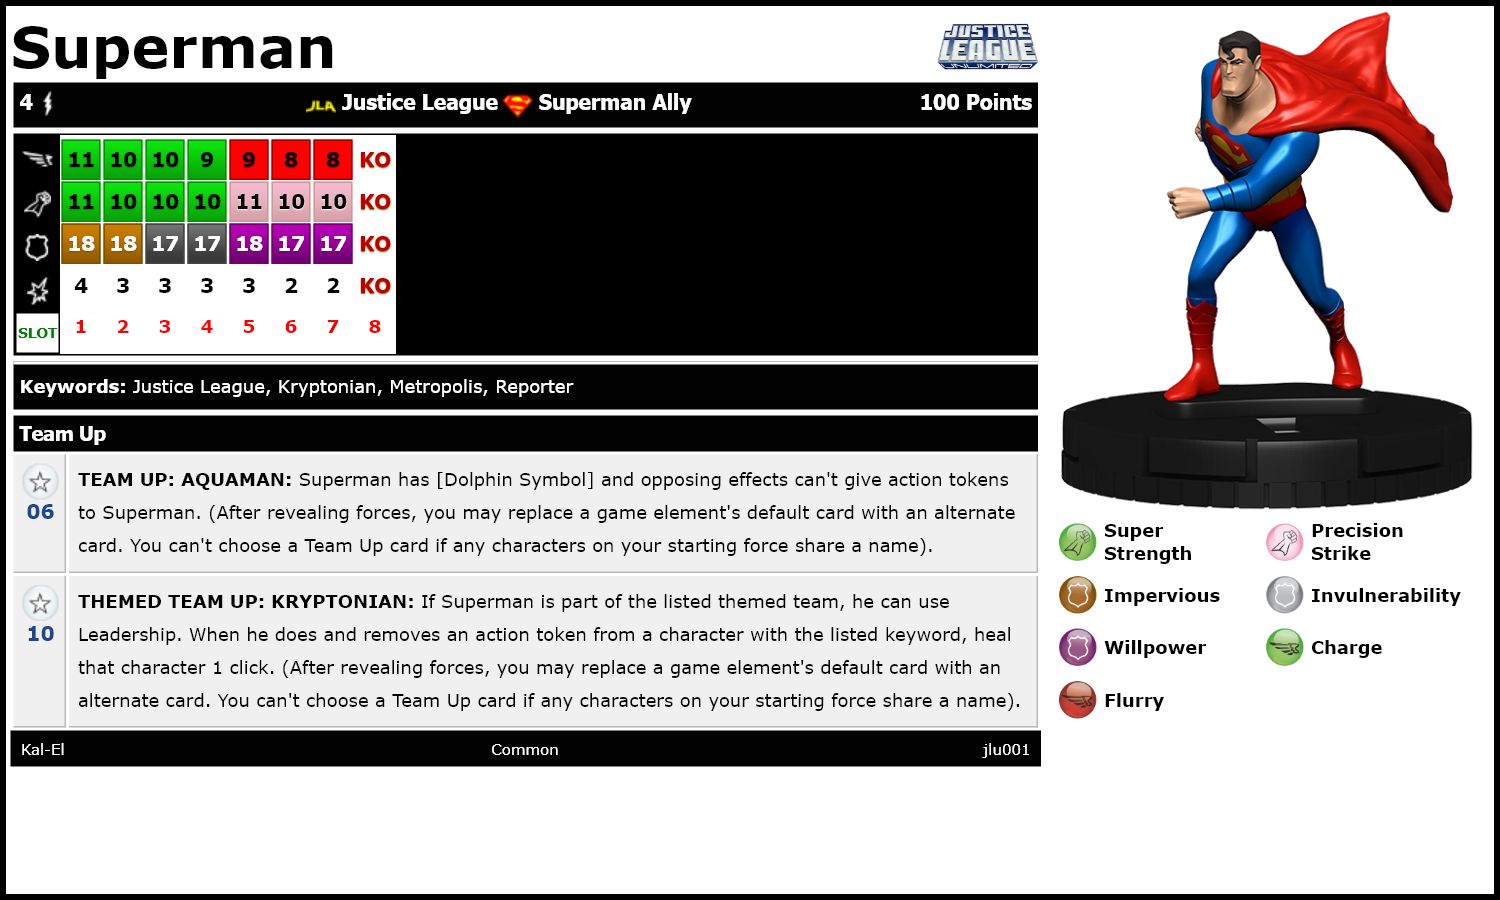 Superman
JUSTICE
LEAGUE
UNLIMITED
4 JLA Justice League Superman Ally 100 Points
11 10 10 9 9 8 8 KO
11 10 10 10 11 10 10 KO
18 18 17 17 18 17 17 KO
4 3 3 3 3 2 2 KO
SLOT 1 2 3 4 5 6 7 8
Keywords: Justice League, Kryptonian, Metropolis, Reporter
Team Up
06
TEAM UP: AQUAMAN: Superman has [Dolphin Symbol] and opposing effects can't give action tokens
to Superman. (After revealing forces, you may replace a game element's default card with an alternate
card. You can't choose a Team Up card if any characters on your starting force share a name).
10
THEMED TEAM UP: KRYPTONIAN: If Superman is part of the listed themed team, he can use
Leadership. When he does and removes an action token from a character with the listed keyword, heal
that character 1 click. (After revealing forces, you may replace a game element's default card with an
alternate card. You can't choose a Team Up card if any characters on your starting force share a name).
Kal-El Common jlu001
Super
Strength
Precision
Strike
Impervious
Invulnerability
Willpower
Charge
Flurry